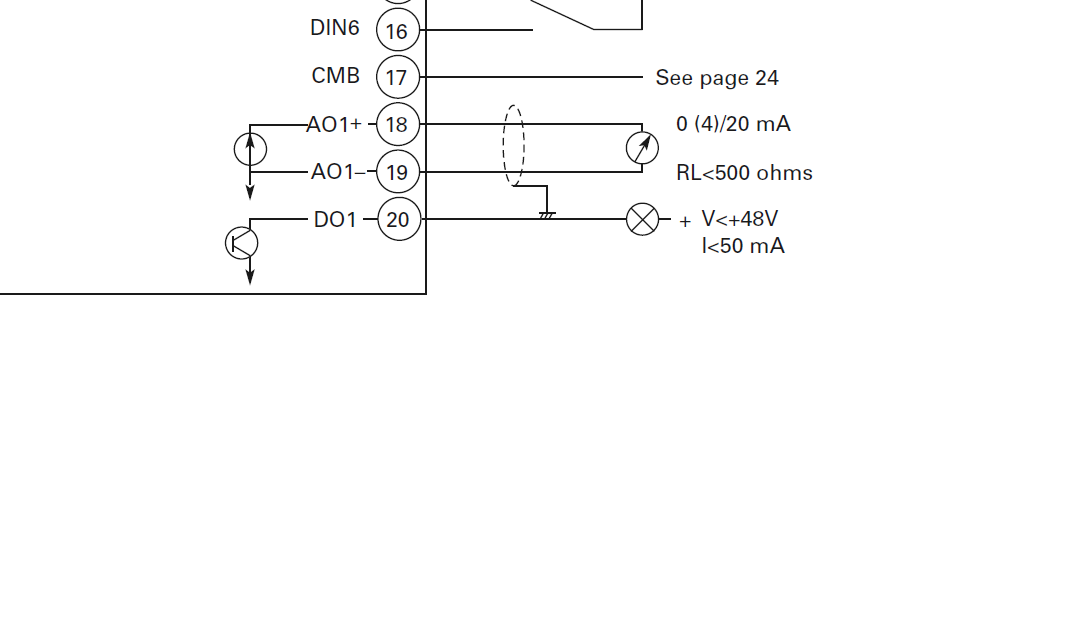 DIN6 16
CMB 17 See page 24
AO1+ 18 0 (4)/20 mA
AO1– 19 RL<500 ohms
DO1 20 + V<+48V
I<50 mA